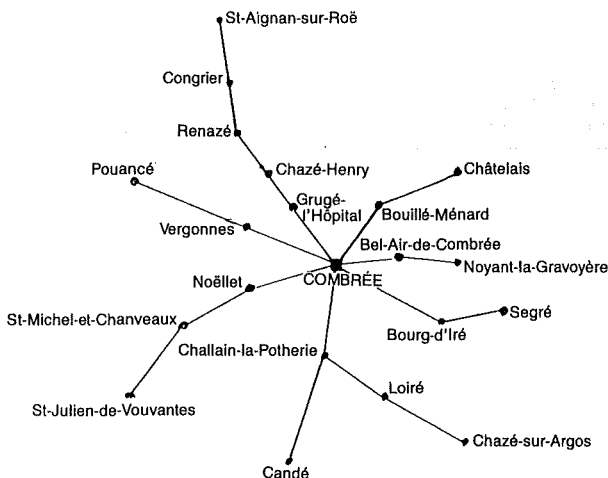 St-Aignan-sur-Roë
Congrier
Renazé
Pouancé
Chazé-Henry
Châtelais
Grugé-
l'Hôpital
Bouillé-Ménard
Vergonnes
Bel-Air-de-Combrée
Noyant-la-Gravoyère
COMBRÉE
Noëllet
St-Michel-et-Chanveaux
Segré
Bourg-d'Iré
Challain-la-Potherie
Loiré
St-Julien-de-Vouvantes
Chazé-sur-Argos
Candé